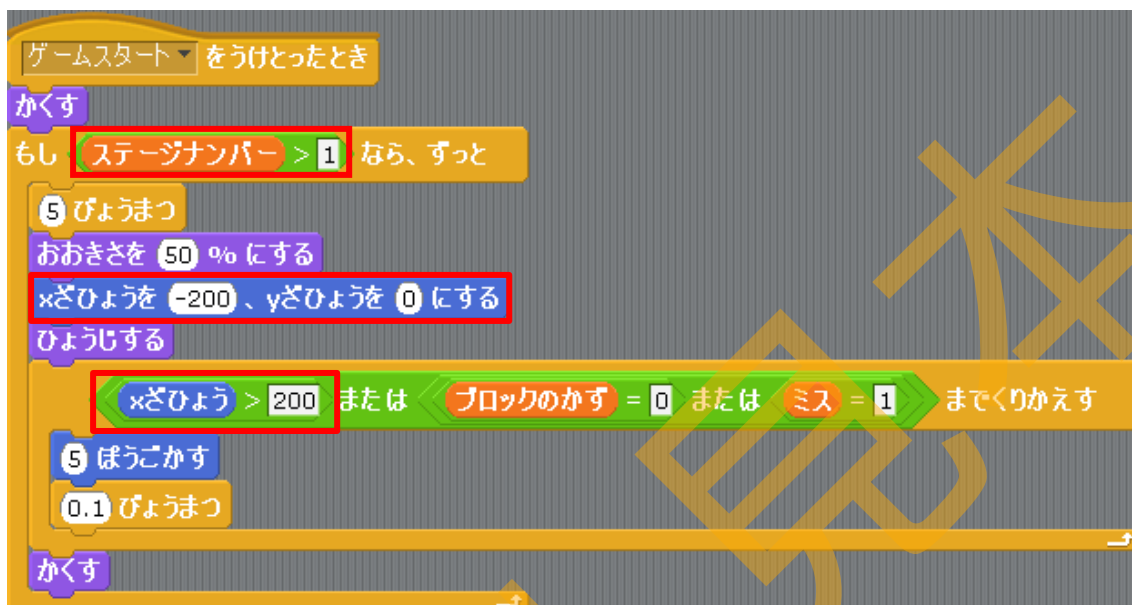 ゲームスタート をうけとったとき
かくす
もし ステージナンバー > 1 なら、ずっと
5 びょうまつ
おおきさを 50 % にする
xざひょうを -200 、yざひょうを 0 にする
ひょうじする
xざひょう > 200 または ブロックのかず = 0 または ミス = 1 までくりかえす
5 ほうごかす
0.1 びょうまつ
かくす